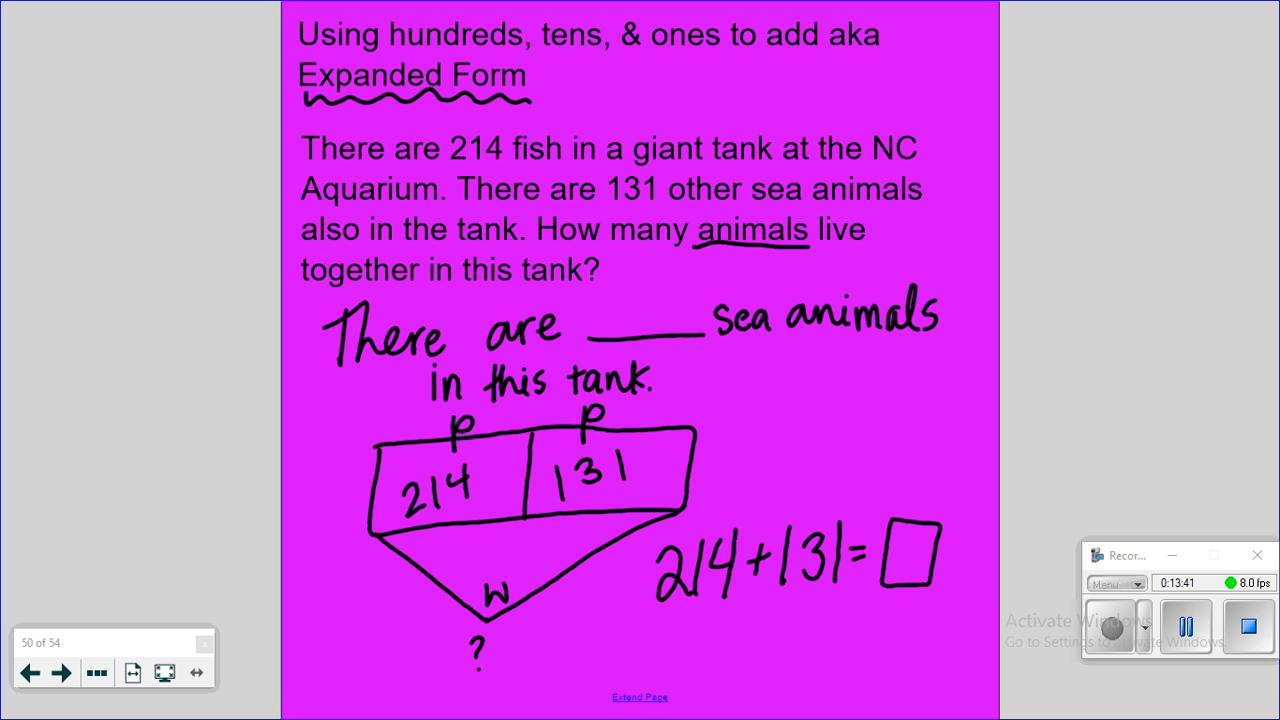 Using hundreds, tens, & ones to add aka
Expanded Form
There are 214 fish in a giant tank at the NC
Aquarium. There are 131 other sea animals
also in the tank. How many animals live
together in this tank?
There are ____ sea animals
in this tank.
P P
214 131
W
?
214+131=
Extend Page
50 of 54
x
Recor...
Menu
0:13:41
8.0 fps
Activate Windows
Go to Settings to activate Windows.